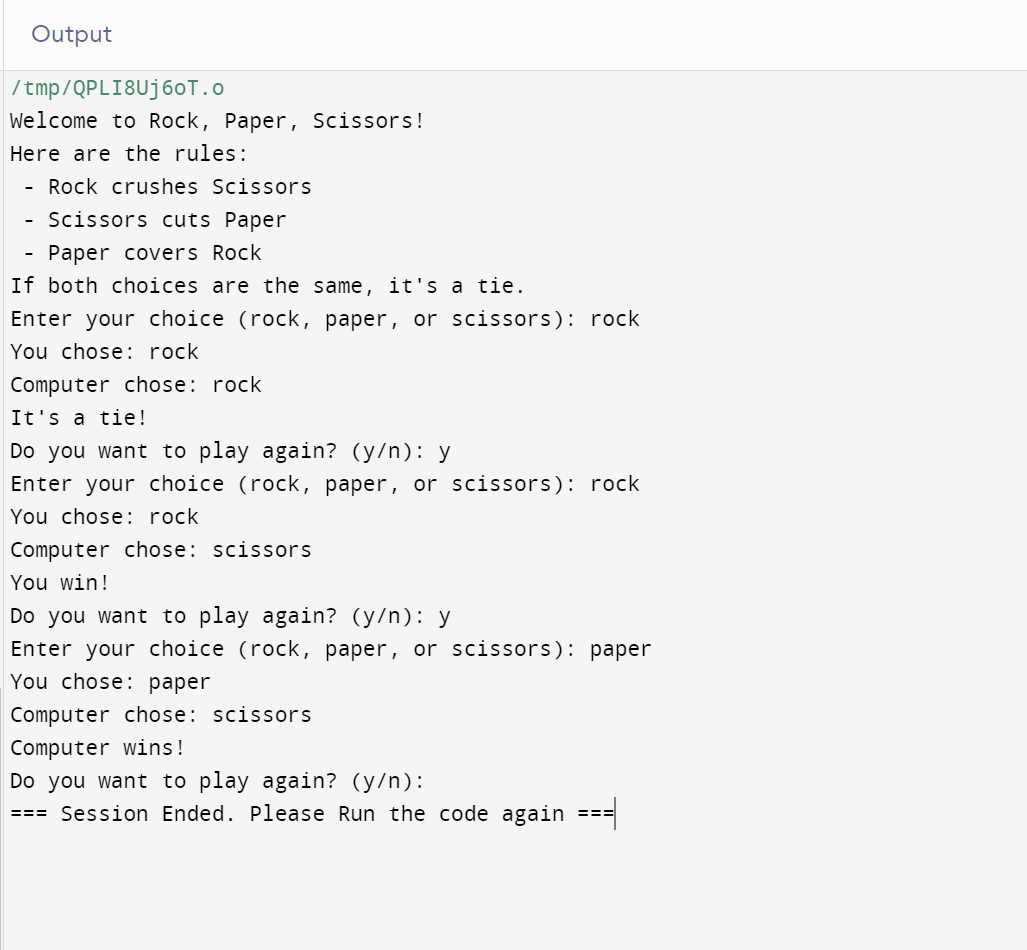 Output
/tmp/QPLI8Uj6oT.o
Welcome to Rock, Paper, Scissors!
Here are the rules:
 - Rock crushes Scissors
 - Scissors cuts Paper
 - Paper covers Rock
If both choices are the same, it's a tie.
Enter your choice (rock, paper, or scissors): rock
You chose: rock
Computer chose: rock
It's a tie!
Do you want to play again? (y/n): y
Enter your choice (rock, paper, or scissors): rock
You chose: rock
Computer chose: scissors
You win!
Do you want to play again? (y/n): y
Enter your choice (rock, paper, or scissors): paper
You chose: paper
Computer chose: scissors
Computer wins!
Do you want to play again? (y/n):
=== Session Ended. Please Run the code again ===